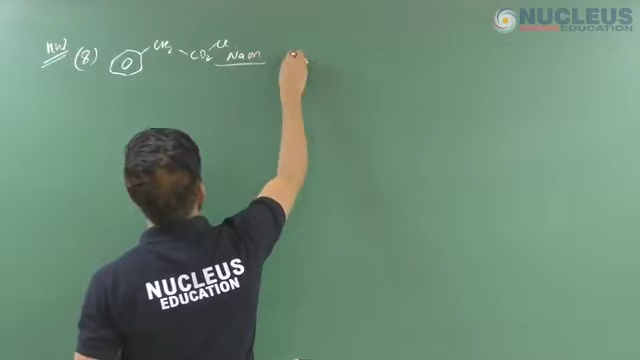 NUCLEUS
EDUCATION
HW (8) CH2 - CO2 Cl NaOH
NUCLEUS
EDUCATION